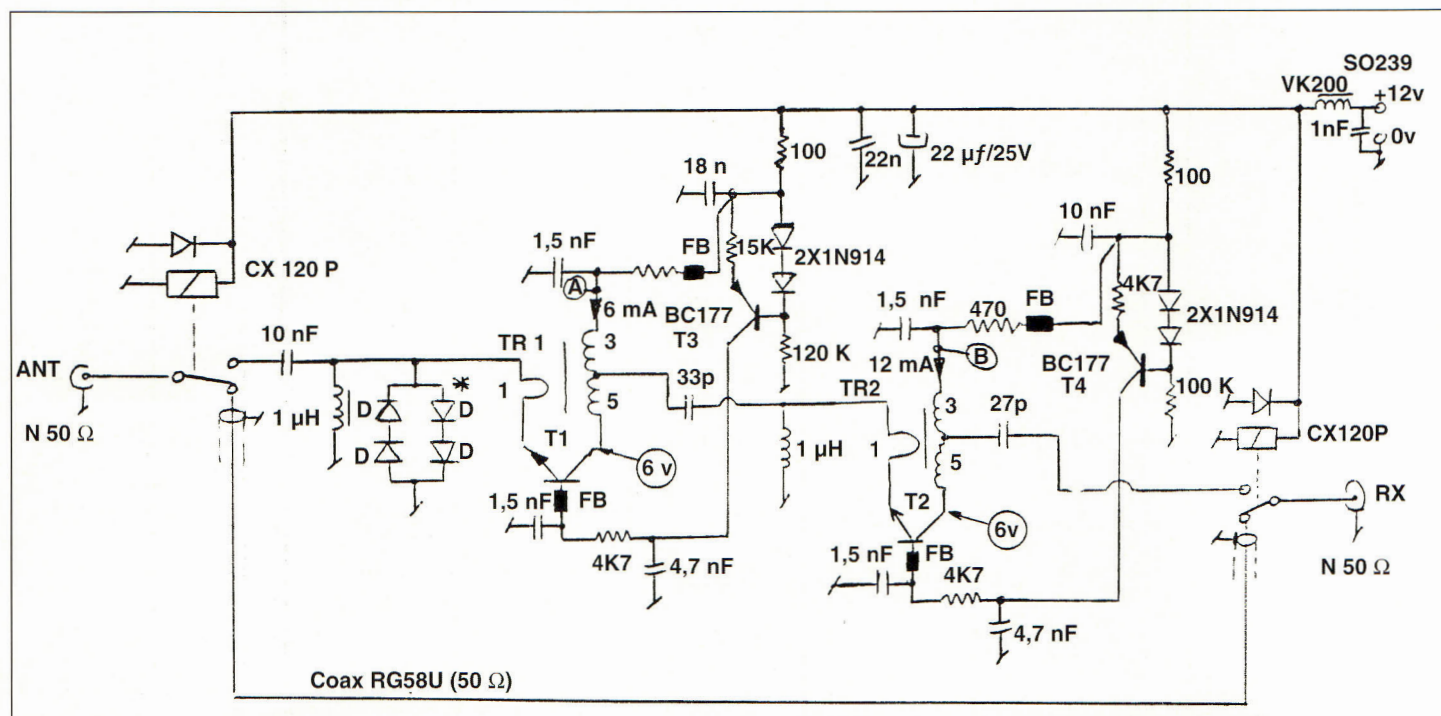 SO239
VK200
+12v
1nF
0v
100
22n
22 µf/25V
100
18 n
10 nF
1,5 nF
FB
15K
2X1N914
CX 120 P
A
6 mA
BC177
T3
1,5 nF
470
FB
4K7
2X1N914
10 nF
TR 1
3
120 K
12 mA
B
BC177
T4
ANT
1
33p
TR2
100 K
N 50 Ω
1 µH
D
*
D
D
D
5
3
27p
CX120P
T1
6 v
1 µH
1
5
RX
1,5 nF
FB
T2
6v
4K7
4,7 nF
1,5 nF
FB
4K7
N 50 Ω
4,7 nF
Coax RG58U (50 Ω)